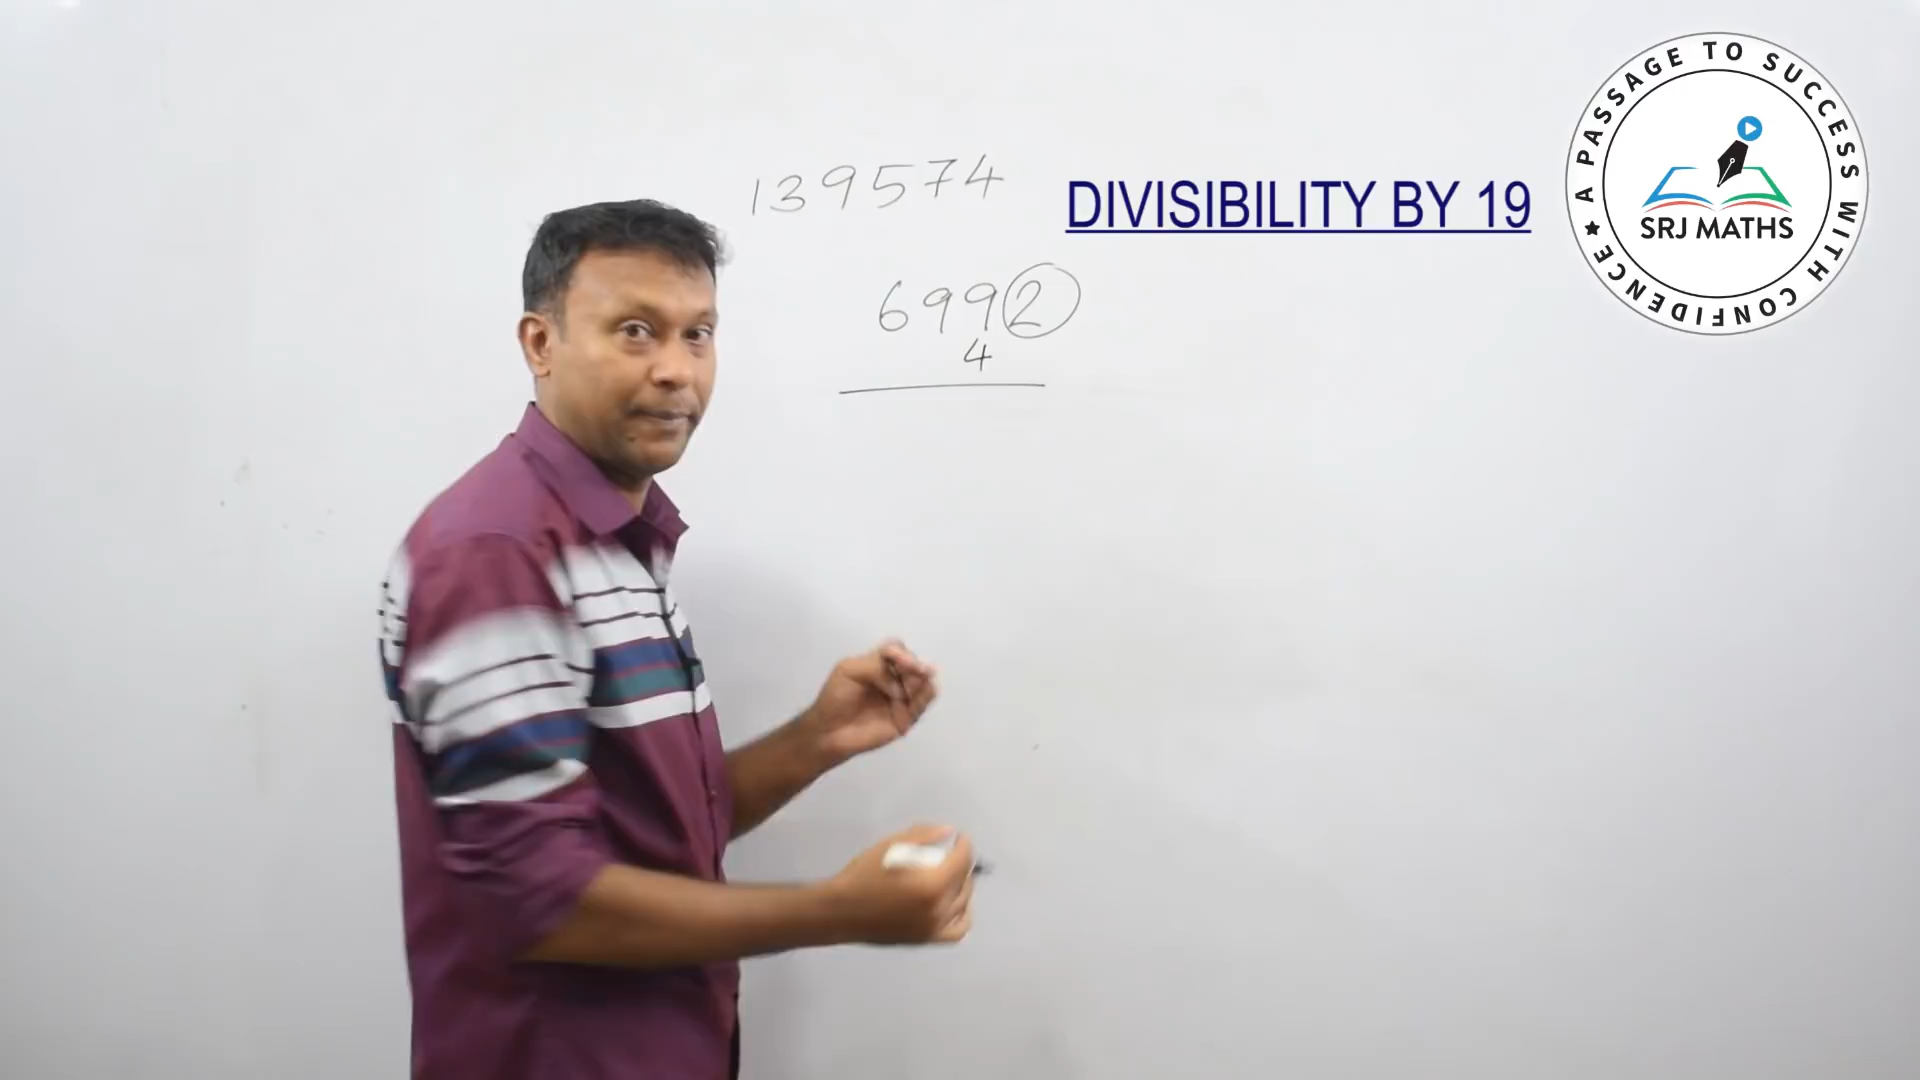 139574
DIVISIBILITY BY 19
6992
4
A PASSAGE TO SUCCESS WITH CONFIDENCE ★
SRJ MATHS